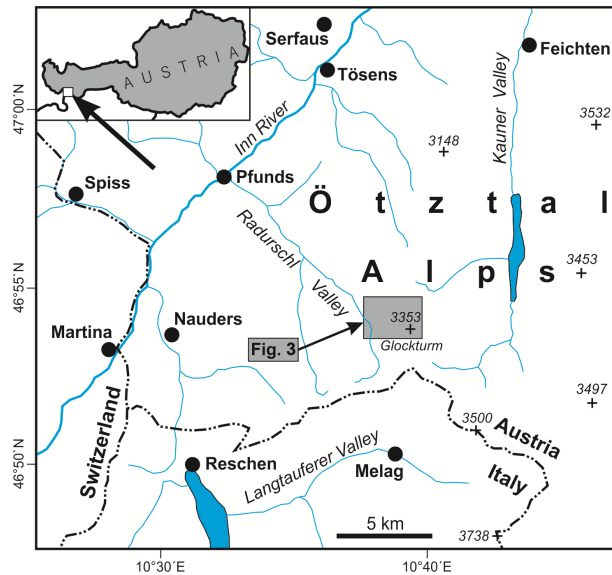 AUSTRIA
Serfaus
Feichten
Tösens
47°00'
Inn River
Kauner Valley
3532
3148
Spiss
Pfunds
Ötztal
Radurschl
Valley
Alps
3453
46°55'
Nauders
3353
Martina
Fig. 3
Glockturm
Switzerland
3497
3500
Austria
46°50'
Reschen
Langtauferer Valley
Melag
Italy
5 km
3738
10°30´E
10°40´E